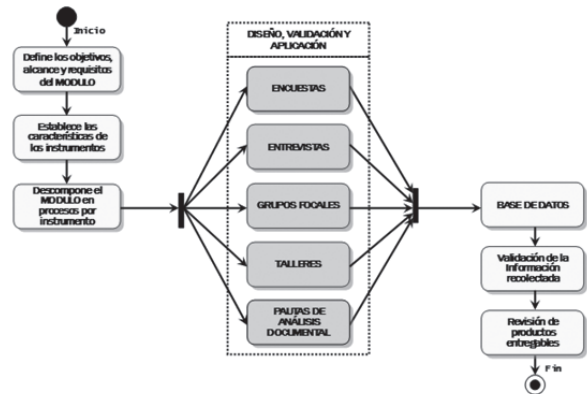 Inicio
Define los objetivos,
alcance y requisitos
del MODULO
Establece las
características de
los instrumentos
Descompone el
MODULO en
procesos por
instrumento
DISEÑO, VALIDACIÓN Y
APLICACIÓN
ENCUESTAS
ENTREVISTAS
GRUPOS FOCALES
TALLERES
PAUTAS DE
ANÁLISIS
DOCUMENTAL
BASE DE DATOS
Validación de la
Información
recolectada
Revisión de
productos
entregables
Fin